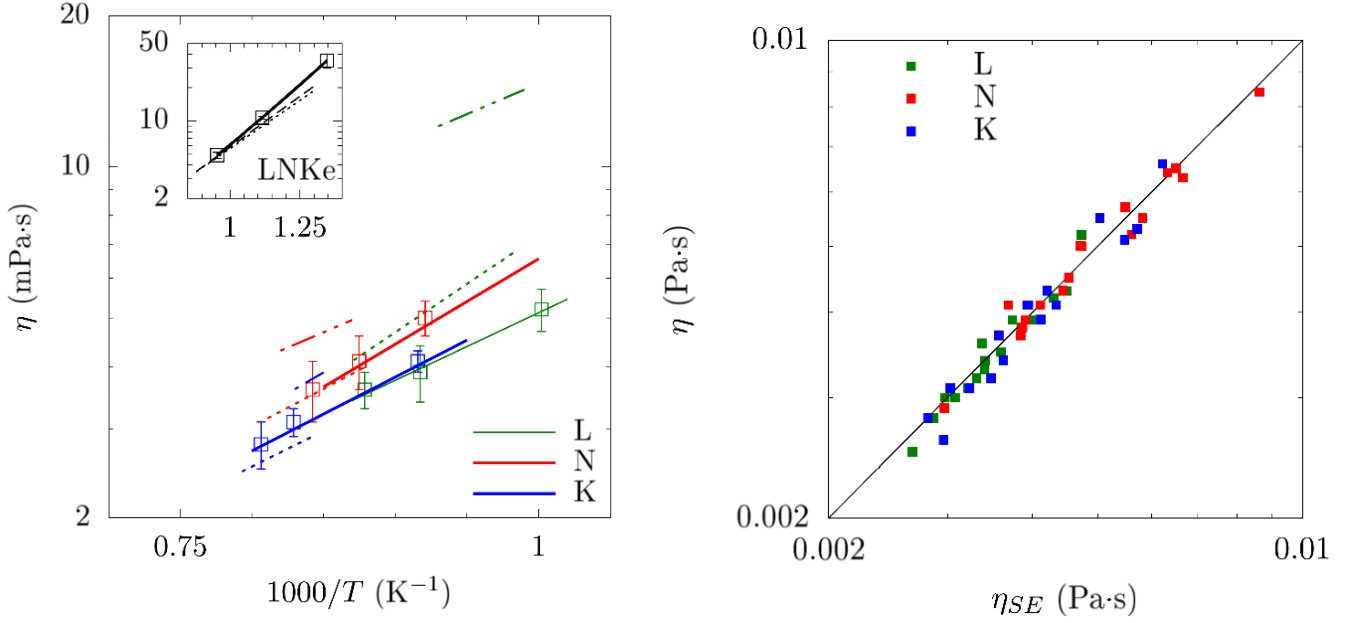 20
10
2
η (mPa·s)
50
10
2
LNKe
1
1.25
L
N
K
0.75
1
1000/T (K⁻¹)
0.01
L
N
K
η (Pa·s)
0.002
0.002
0.01
η_SE (Pa·s)